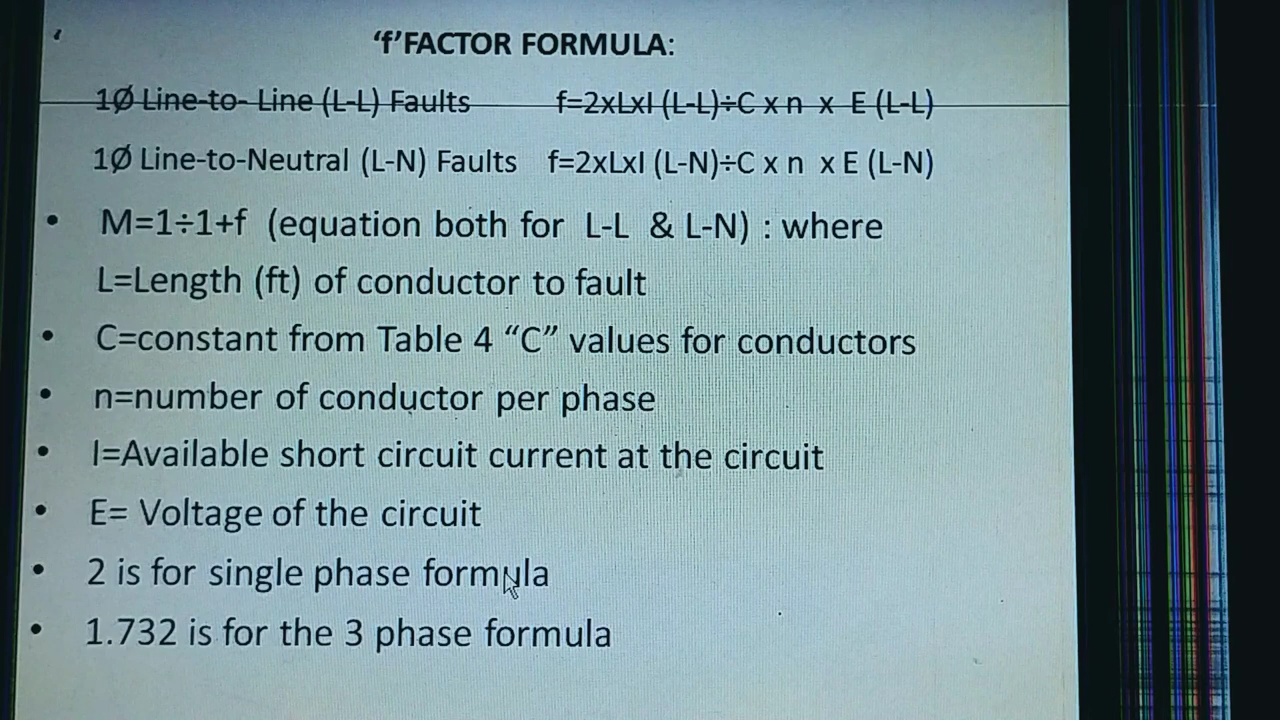 ‘f’FACTOR FORMULA:
1Ø Line-to- Line (L-L) Faults f=2xLxI (L-L)÷C x n x E (L-L)
1Ø Line-to-Neutral (L-N) Faults f=2xLxI (L-N)÷C x n x E (L-N)
• M=1÷1+f (equation both for L-L & L-N) : where
L=Length (ft) of conductor to fault
• C=constant from Table 4 “C” values for conductors
• n=number of conductor per phase
• I=Available short circuit current at the circuit
• E= Voltage of the circuit
• 2 is for single phase formula
• 1.732 is for the 3 phase formula